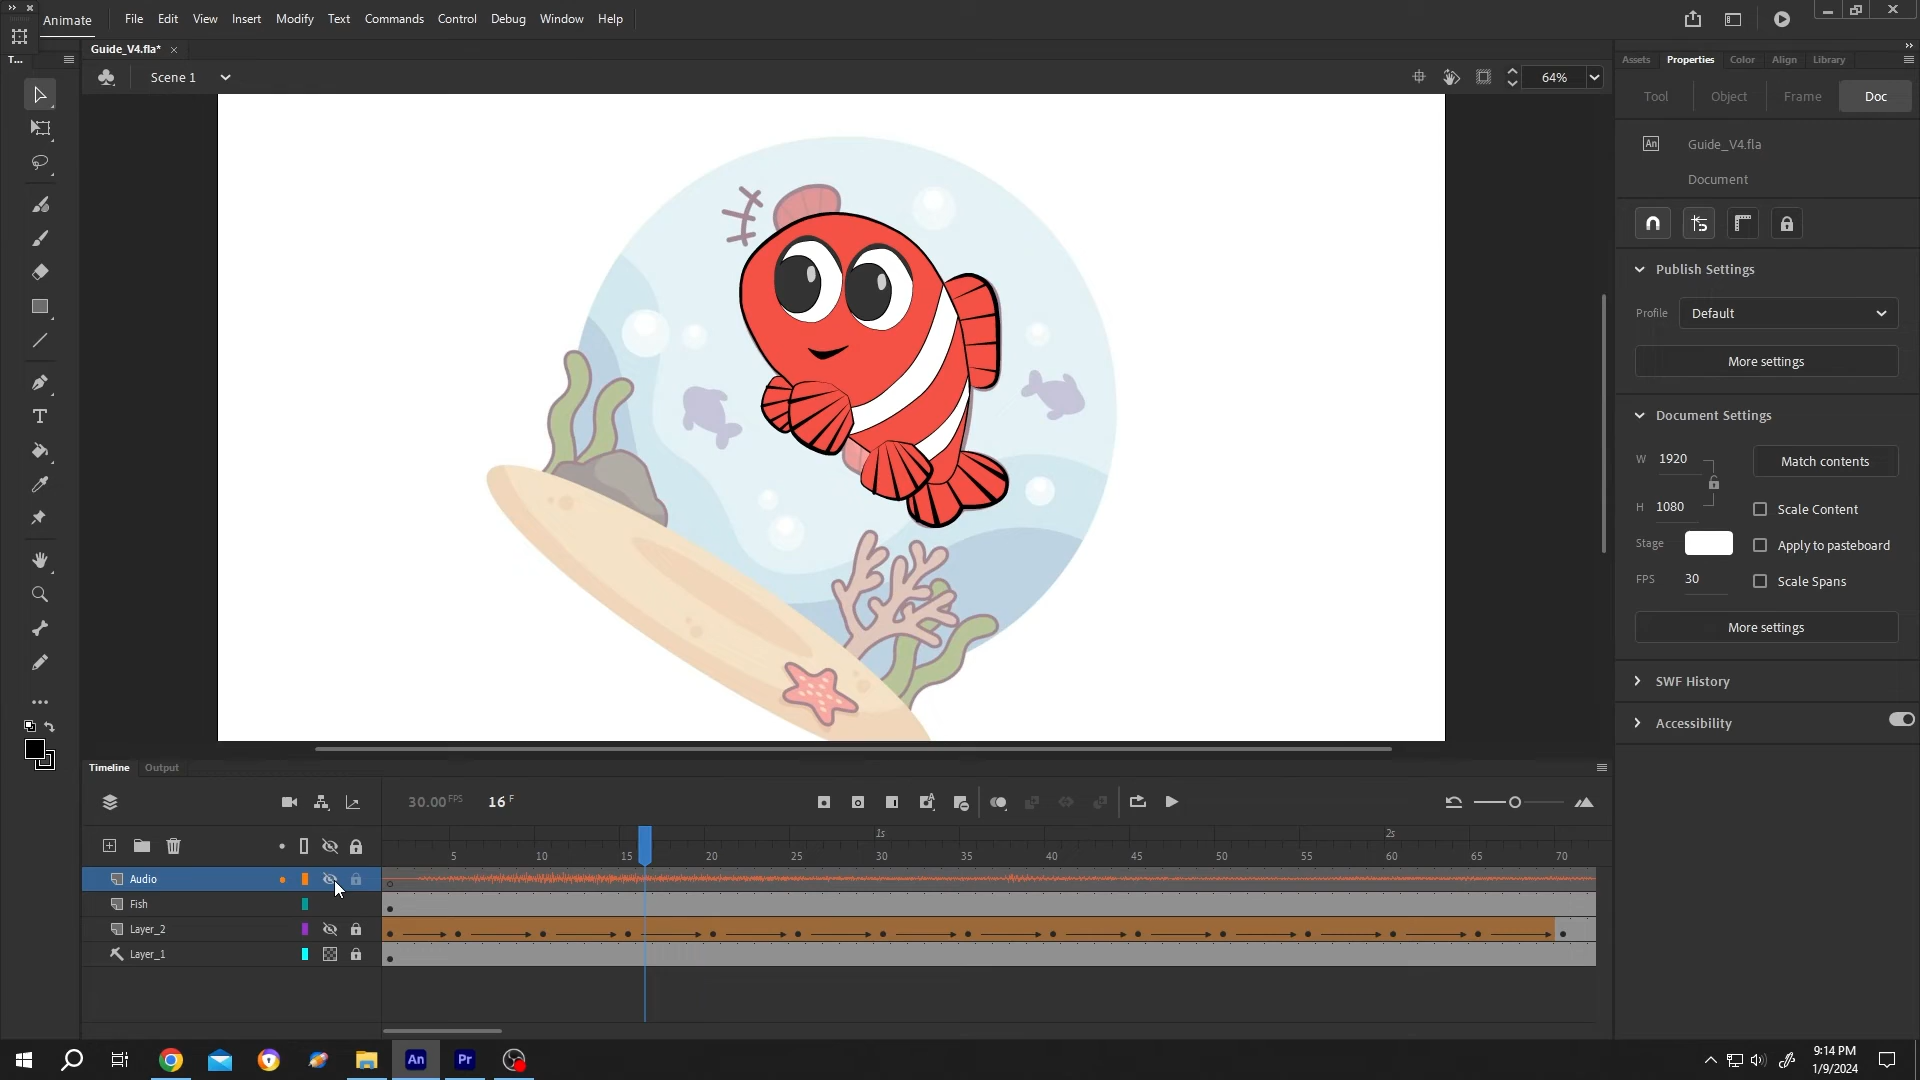 Animate
File Edit View Insert Modify Text Commands Control Debug Window Help
T...
Guide_V4.fla*
Scene 1
64%
Assets Properties Color Align Library
Tool Object Frame Doc
An Guide_V4.fla
Document
Publish Settings
Profile Default
More settings
Document Settings
W 1920
Match contents
H 1080
Scale Content
Stage
Apply to pasteboard
FPS 30
Scale Spans
More settings
SWF History
Accessibility
Timeline Output
30.00 FPS 16 F
1s 2s
5 10 15 20 25 30 35 40 45 50 55 60 65 70
Audio
Fish
Layer_2
Layer_1
An Pr
9:14 PM
1/9/2024